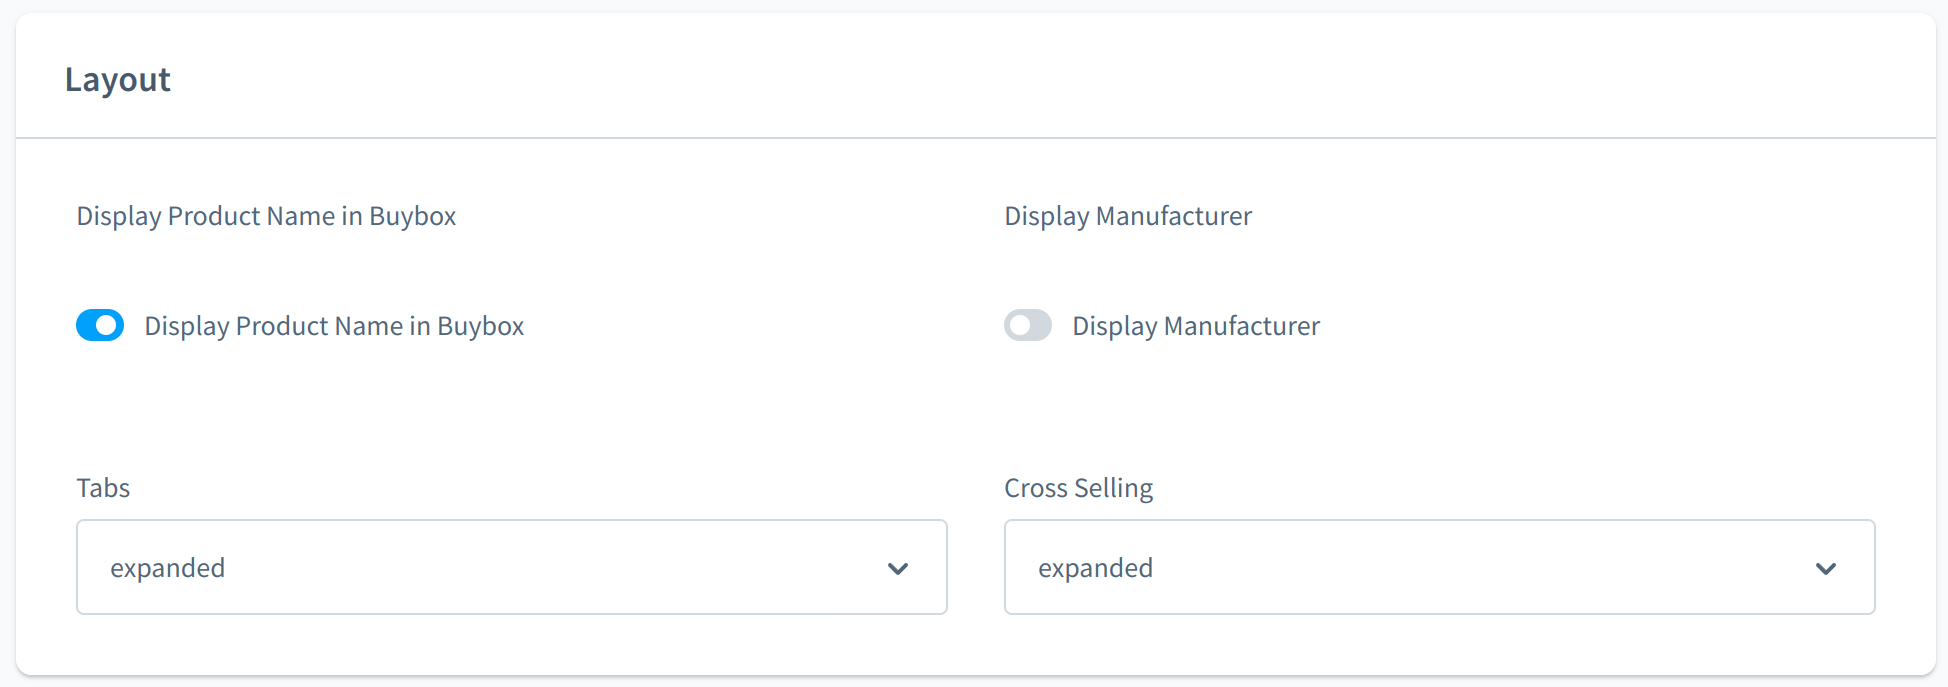 Layout
Display Product Name in Buybox
Display Manufacturer
Display Product Name in Buybox
Display Manufacturer
Tabs
Cross Selling
expanded
expanded